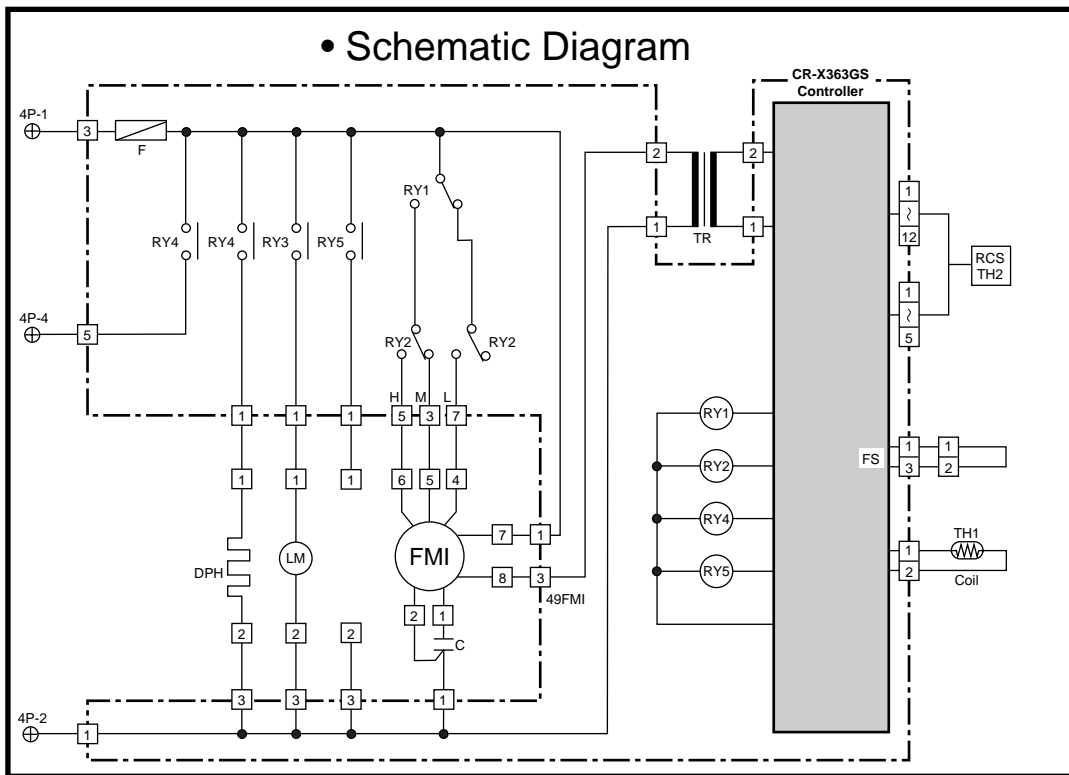 • Schematic Diagram
CR-X363GS
Controller
4P-1
3
F
2
2
1
1
TR
RY1
1
~
12
RCS
TH2
1
~
5
RY4
RY4
RY3
RY5
4P-4
5
RY2
RY2
H
M
L
1
1
1
5
3
7
RY1
FS
1
3
1
2
1
1
1
6
5
4
RY2
RY4
DPH
LM
FMI
7
1
8
3
49FMI
TH1
1
2
Coil
RY5
2
1
2
2
2
C
3
3
3
1
4P-2
1